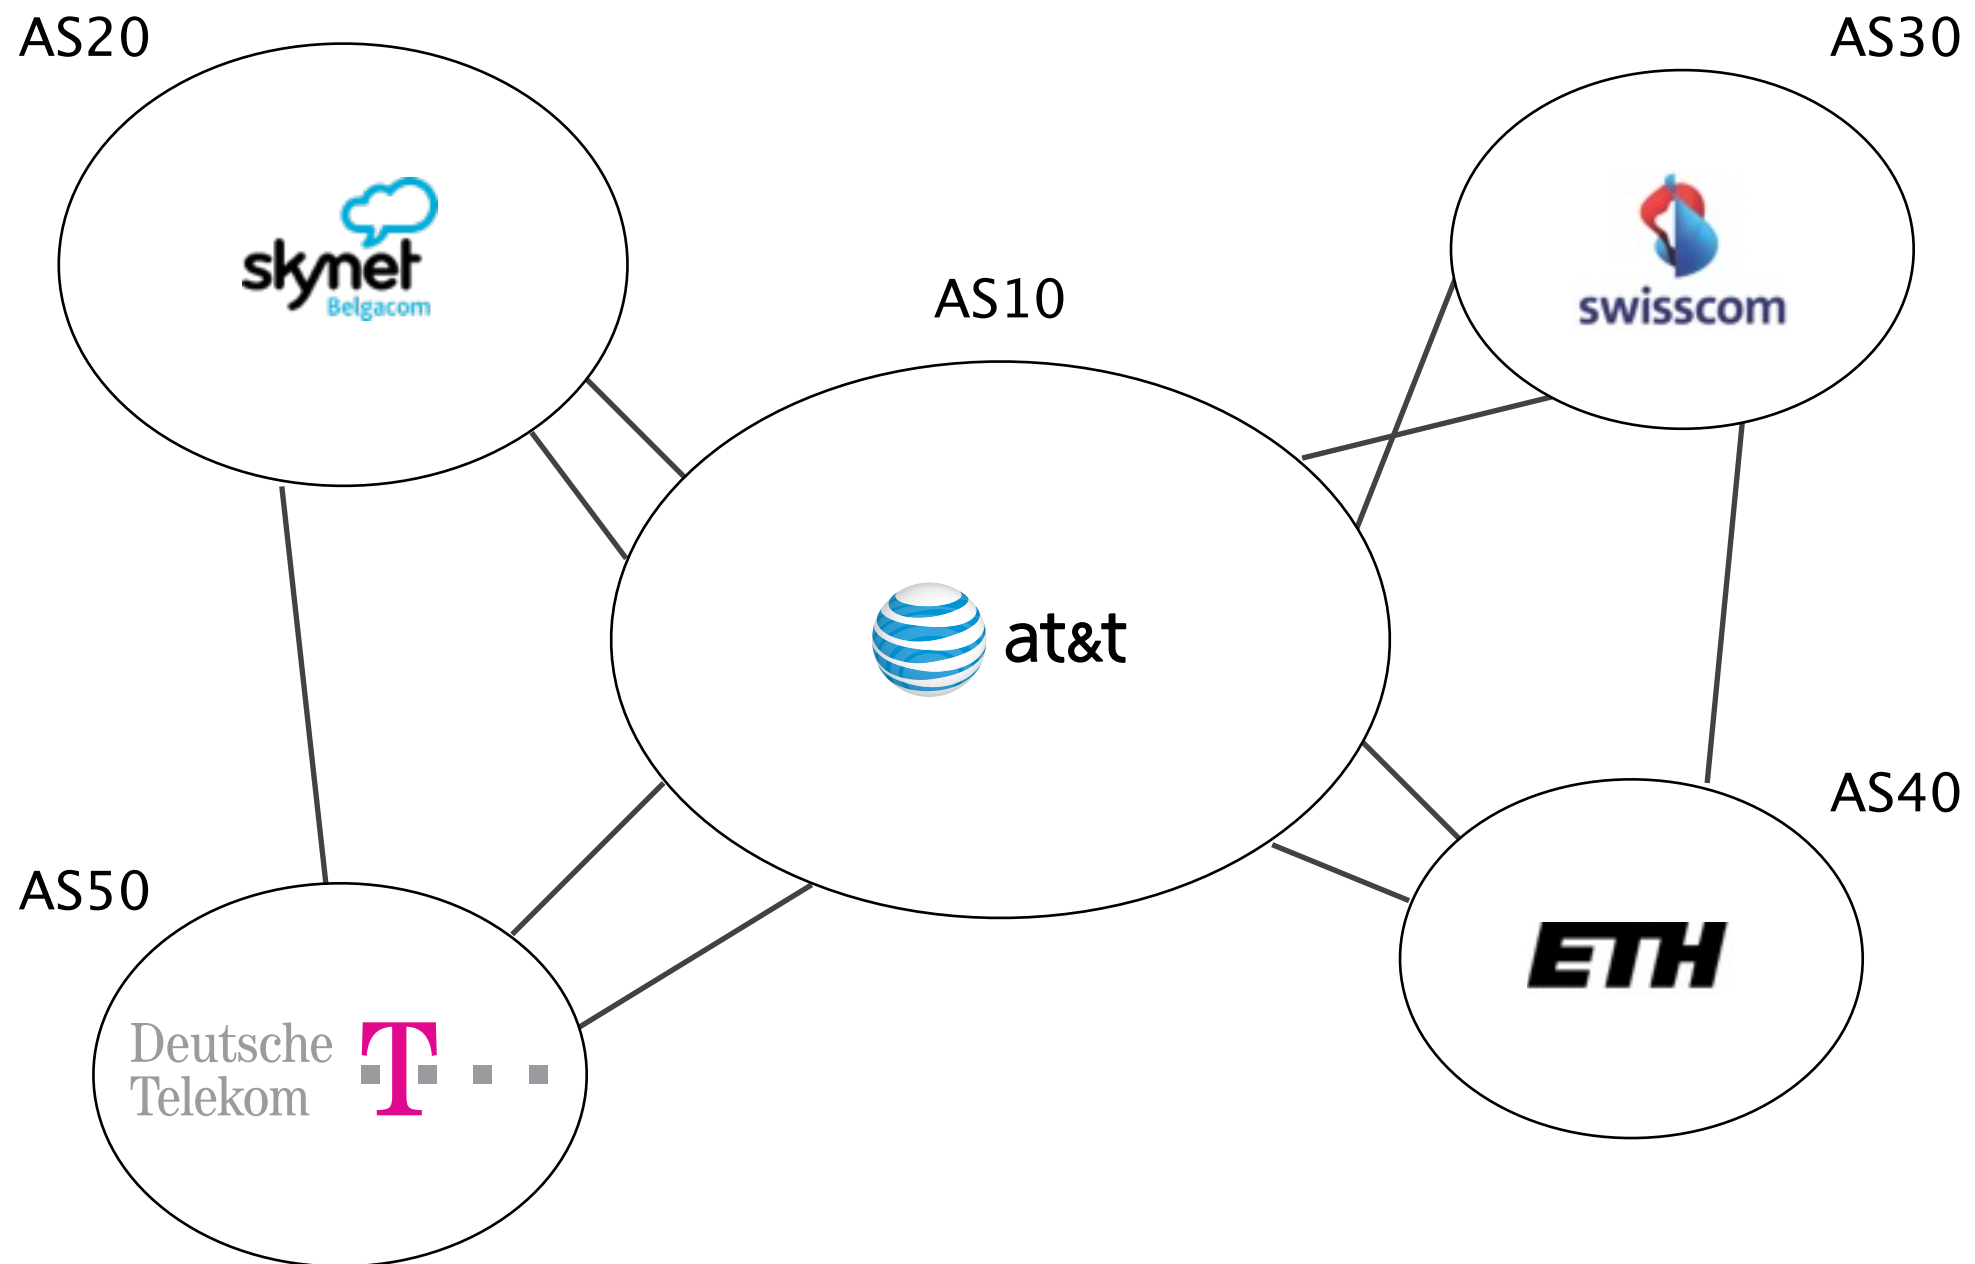 AS20
AS30
skynet
Belgacom
swisscom
AS10
at&t
AS40
ETH
AS50
Deutsche
Telekom
T